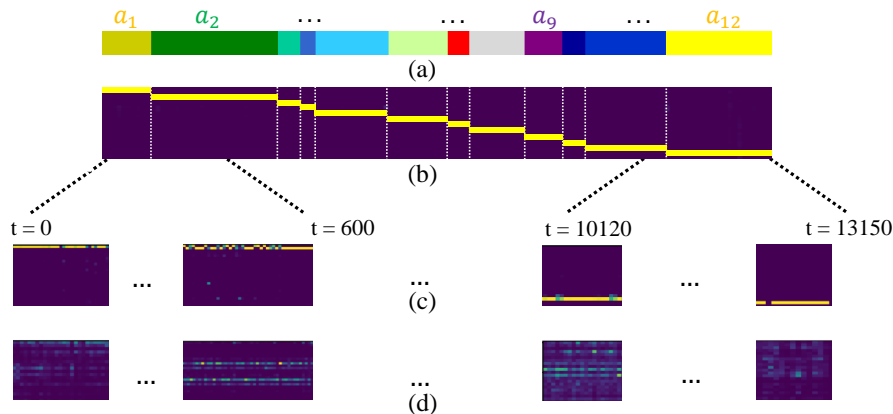 a₁ a₂ ... ... a₉ ... a₁₂
(a)
(b)
t = 0 t = 600 t = 10120 t = 13150
... ... ...
(c)
... ... ...
(d)